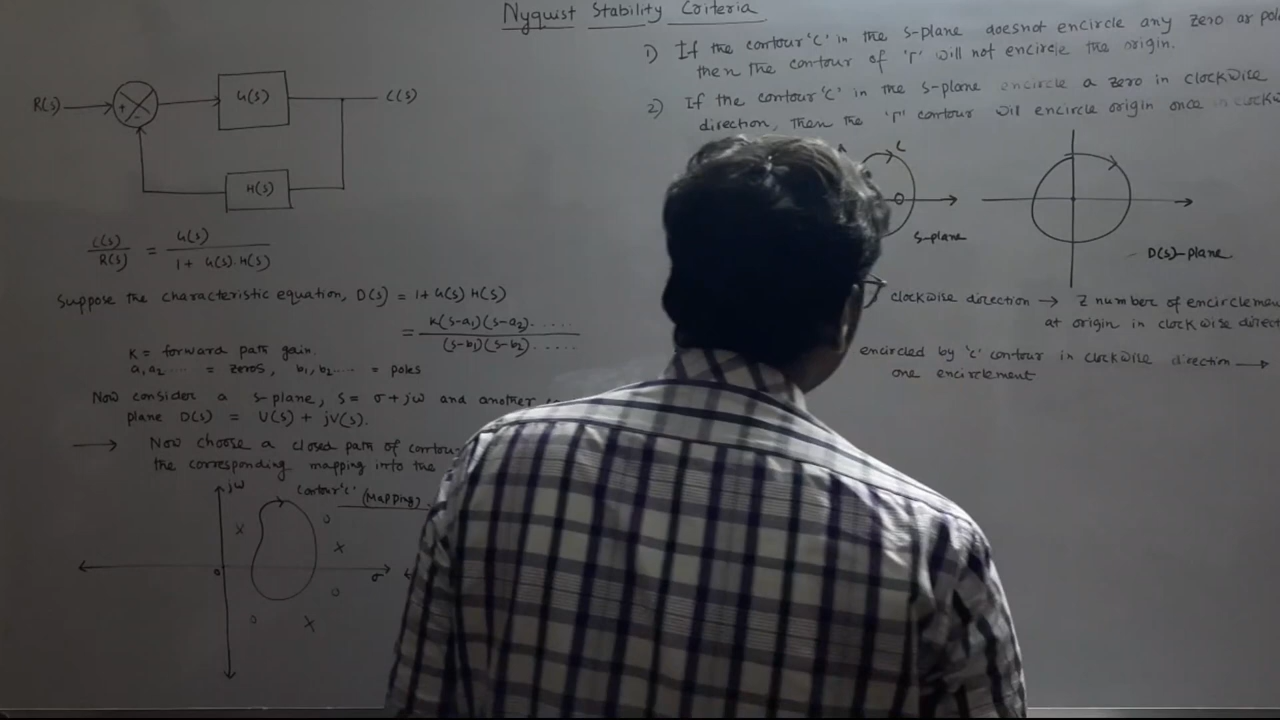 Nyquist Stability Criteria
R(s)
+
-
G(s)
C(s)
H(s)
C(s)/R(s) = G(s)/1 + G(s).H(s)
Suppose the characteristic equation, D(s) = 1 + G(s) H(s)
= K(s-a₁)(s-a₂).....
(s-b₁)(s-b₂).....
K = forward path gain.
a₁,a₂.... = zeros, b₁,b₂.... = poles
Now consider a s-plane, s = σ+jω and another
plane D(s) = U(s) + jV(s).
→ Now choose a closed path of
the corresponding mapping into the
jω
Contour 'C' (Mapping)
σ
1) If the contour 'C' in the s-plane doesnot encircle any zero or
then the contour of 'Γ' will not encircle the origin.
2) If the contour 'C' in the s-plane encircle a zero in clockwise
direction, then the 'Γ' contour will encircle origin once in
A
C
s-plane
D(s)-plane
clockwise direction → Z number of
at origin in clockwise
encircled by 'C' contour in clockwise direction →
one encirclement